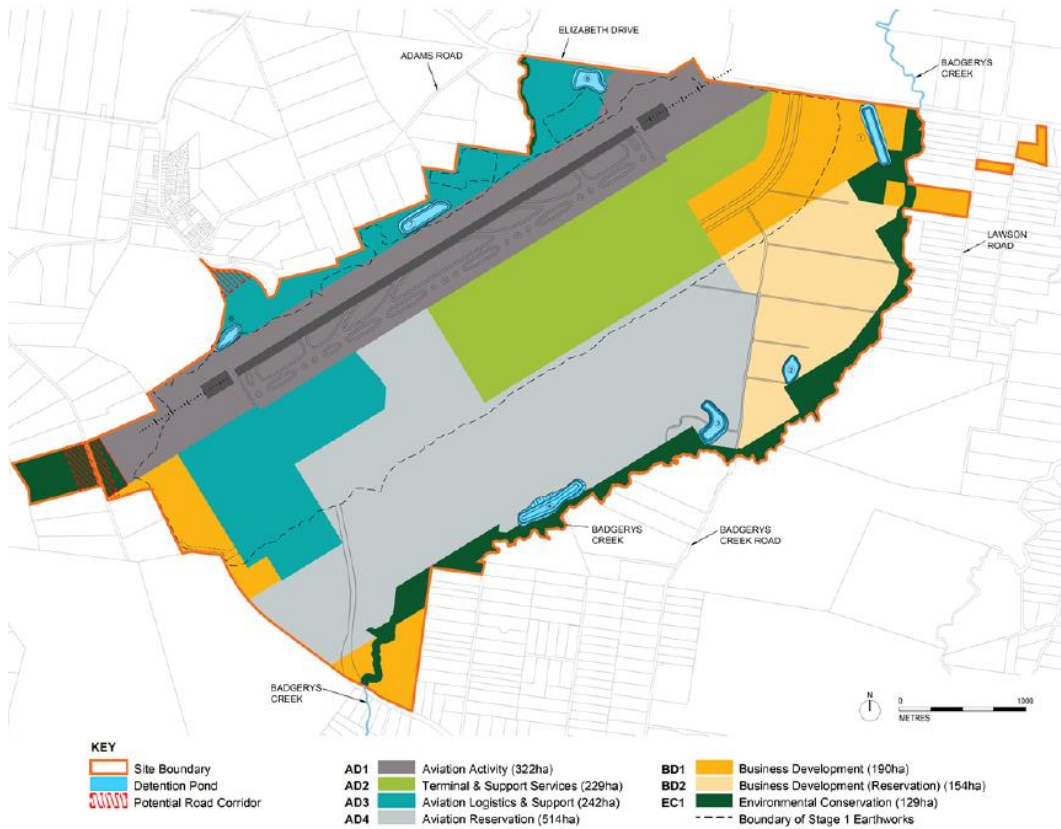 ELIZABETH DRIVE
ADAMS ROAD
BADGERYS
CREEK
LAWSON
ROAD
BADGERYS
CREEK
BADGERYS
CREEK ROAD
BADGERYS
CREEK
N
0 1000
METRES
KEY
Site Boundary
Detention Pond
Potential Road Corridor
AD1 Aviation Activity (322ha)
AD2 Terminal & Support Services (229ha)
AD3 Aviation Logistics & Support (242ha)
AD4 Aviation Reservation (514ha)
BD1 Business Development (190ha)
BD2 Business Development (Reservation) (154ha)
EC1 Environmental Conservation (129ha)
Boundary of Stage 1 Earthworks